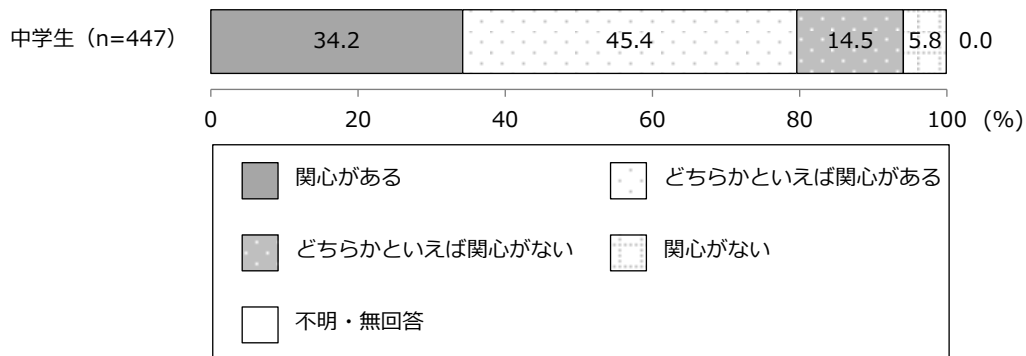 中学生（n=447） 34.2 45.4 14.5 5.8 0.0
0 20 40 60 80 100 (%)
関心がある どちらかといえば関心がある
どちらかといえば関心がない 関心がない
不明・無回答